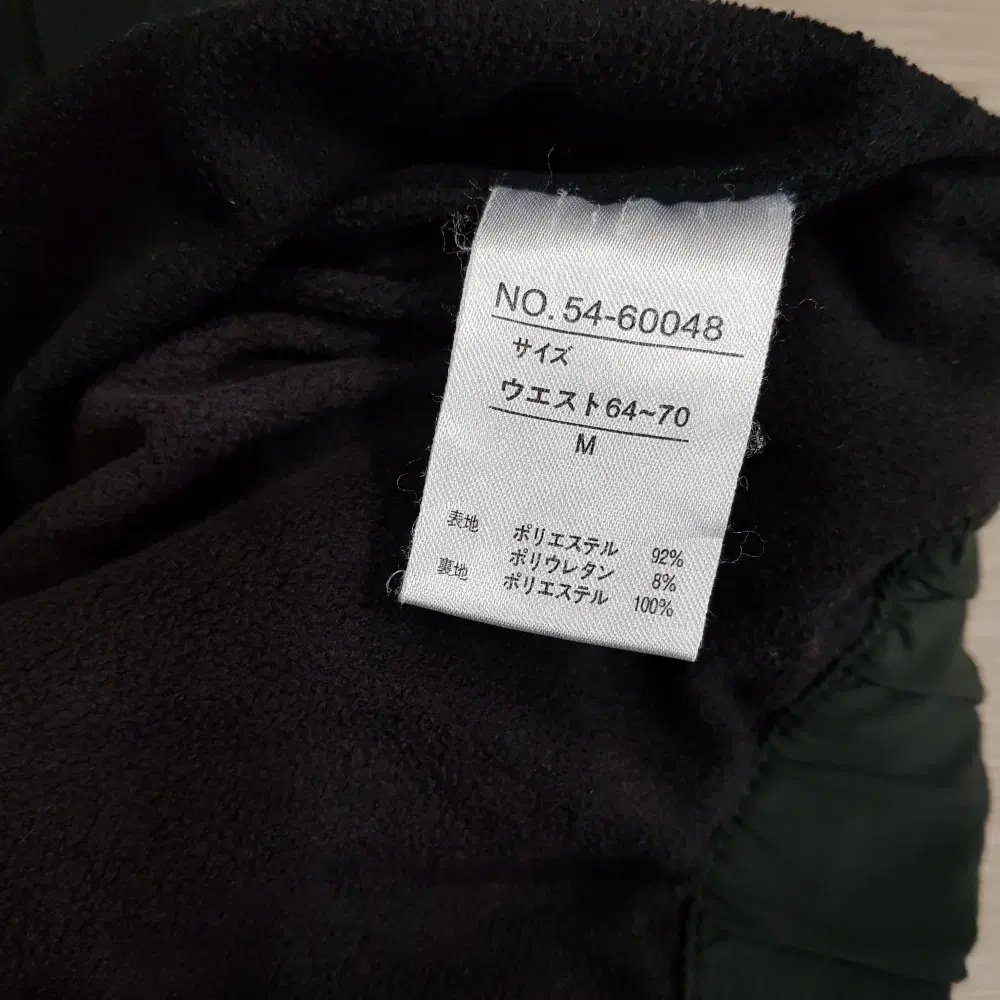 NO. 54-60048
サイズ
ウエスト64~70
M
表地 ポリエステル 92%
ポリウレタン 8%
裏地 ポリエステル 100%